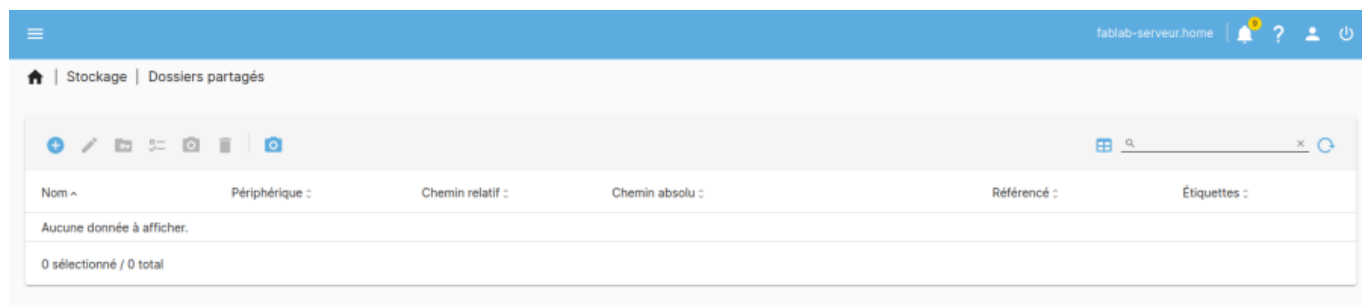 fablab-serveur.home | 9 ?
| Stockage | Dossiers partagés
Nom Périphérique Chemin relatif Chemin absolu Référencé Étiquettes
Aucune donnée à afficher.
0 sélectionné / 0 total